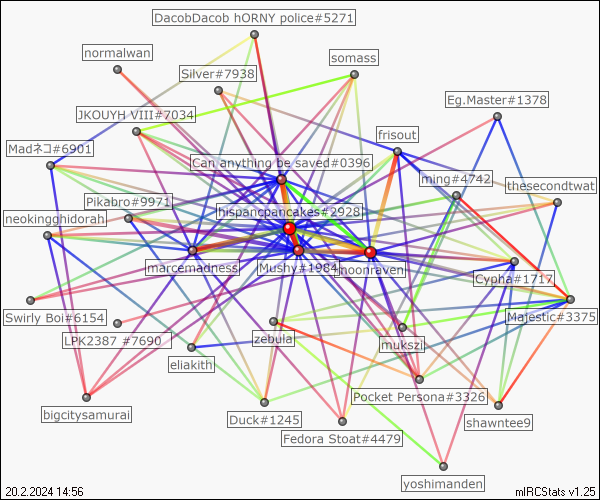 DacobDacob hORNY police#5271
normalwan
somass
Silver#7938
Eg.Master#1378
JKOUYH VIII#7034
frisout
Madネコ#6901
Can anything be saved#0396
ming#4742
thesecondtwat
Pikabro#9971
hispanicpancakes#2928
neokingghidorah
marcemadness
Mushy#1984
moonraven
Cypha#1717
Swirly Boi#6154
Majestic#3375
LPK2387 #7690
zebula
mukszil
eliakith
Pocket Persona#3326
bigcitysamurai
Duck#1245
shawntee9
Fedora Stoat#4479
yoshimanden
20.2.2024 14:56
mIRCStats v1.25